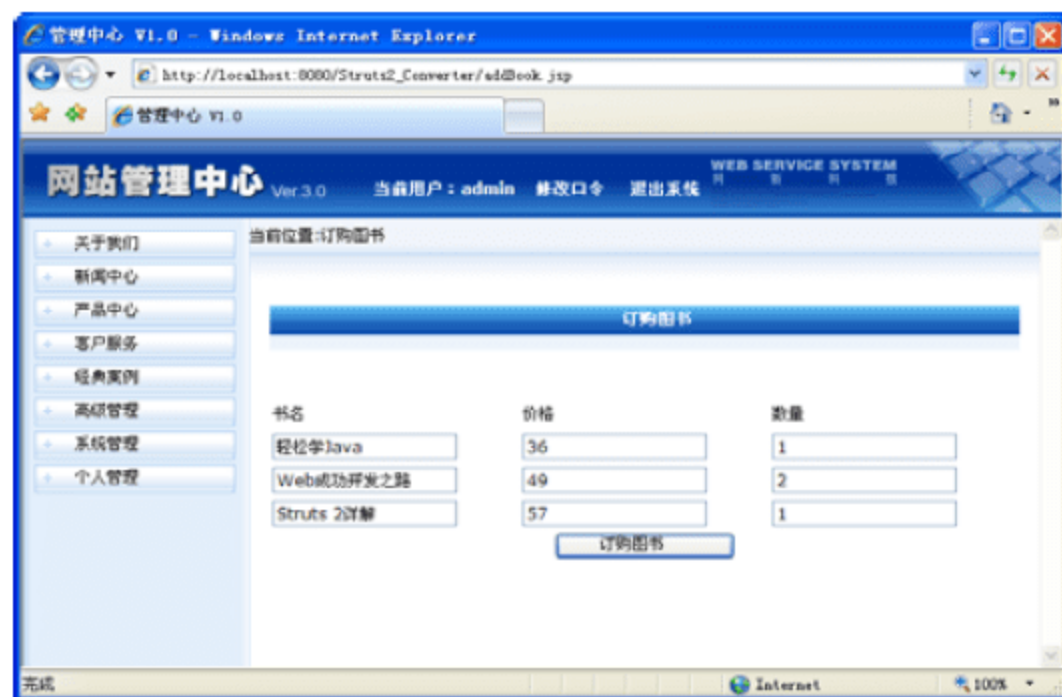 管理中心 V1.0 - Windows Internet Explorer
http://localhost:8080/Struts2_Converter/addBook.jsp
管理中心 V1.0
网站管理中心 Ver.3.0 当前用户：admin 修改口令 退出系统 WEB SERVICE SYSTEM
关于我们
新闻中心
产品中心
客户服务
经典案例
高级管理
系统管理
个人管理
当前位置:订购图书
订购图书
书名 价格 数量
轻松学Java 36 1
Web成功开发之路 49 2
Struts 2详解 57 1
订购图书
完成 Internet 100%